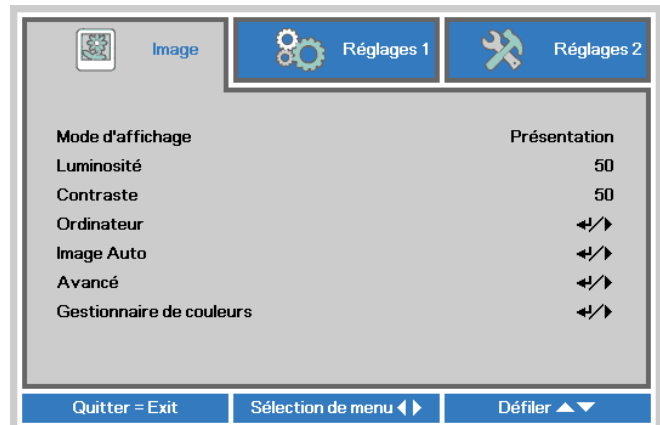 Image
Réglages 1
Réglages 2
Mode d'affichage Présentation
Luminosité 50
Contraste 50
Ordinateur ↵/▶
Image Auto ↵/▶
Avancé ↵/▶
Gestionnaire de couleurs ↵/▶
Quitter = Exit
Sélection de menu ◀ ▶
Défiler ▲▼